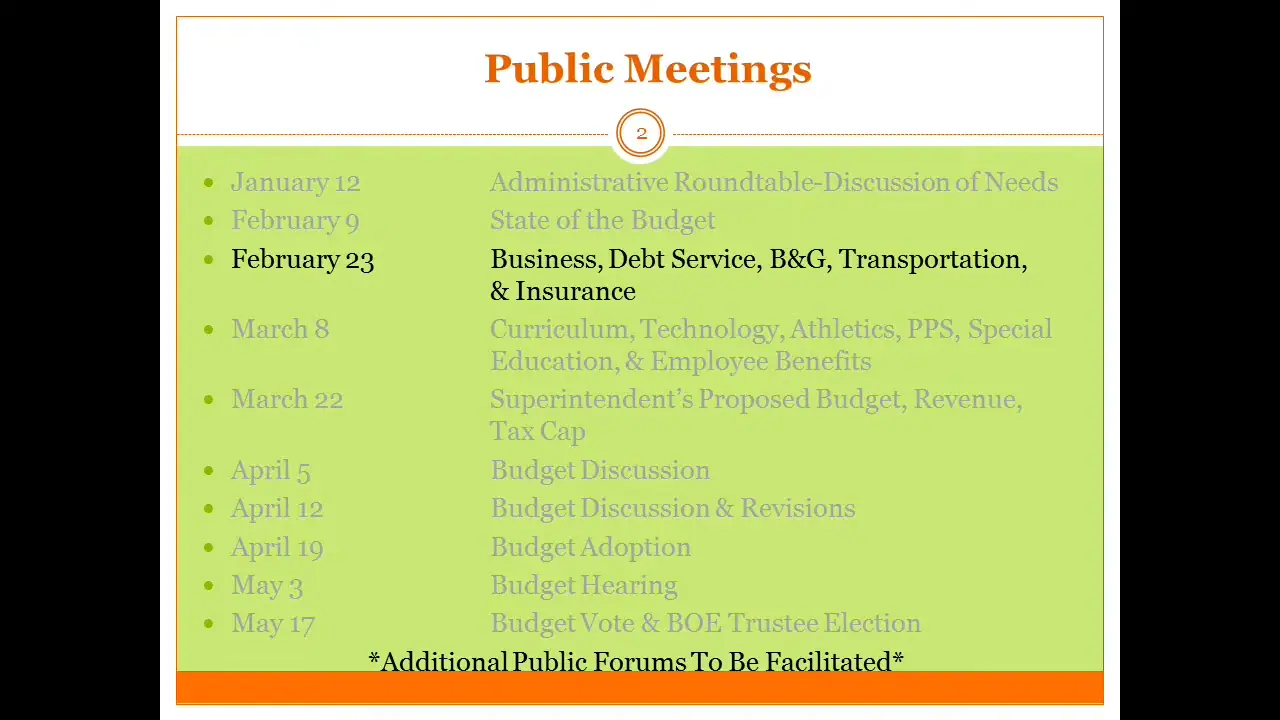 Public Meetings
2
• January 12 Administrative Roundtable-Discussion of Needs
• February 9 State of the Budget
• February 23 Business, Debt Service, B&G, Transportation,
& Insurance
• March 8 Curriculum, Technology, Athletics, PPS, Special
Education, & Employee Benefits
• March 22 Superintendent’s Proposed Budget, Revenue,
Tax Cap
• April 5 Budget Discussion
• April 12 Budget Discussion & Revisions
• April 19 Budget Adoption
• May 3 Budget Hearing
• May 17 Budget Vote & BOE Trustee Election
*Additional Public Forums To Be Facilitated*